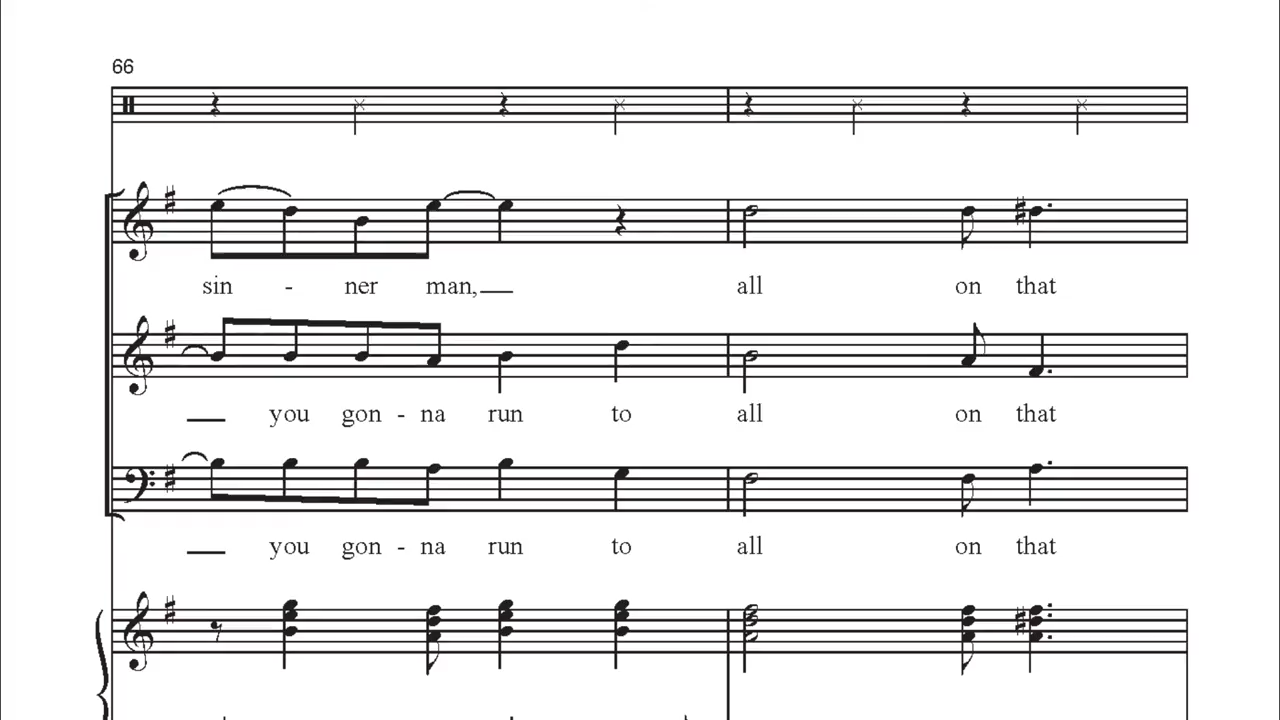 66
sin - ner man, all on that
you gon - na run to all on that
you gon - na run to all on that